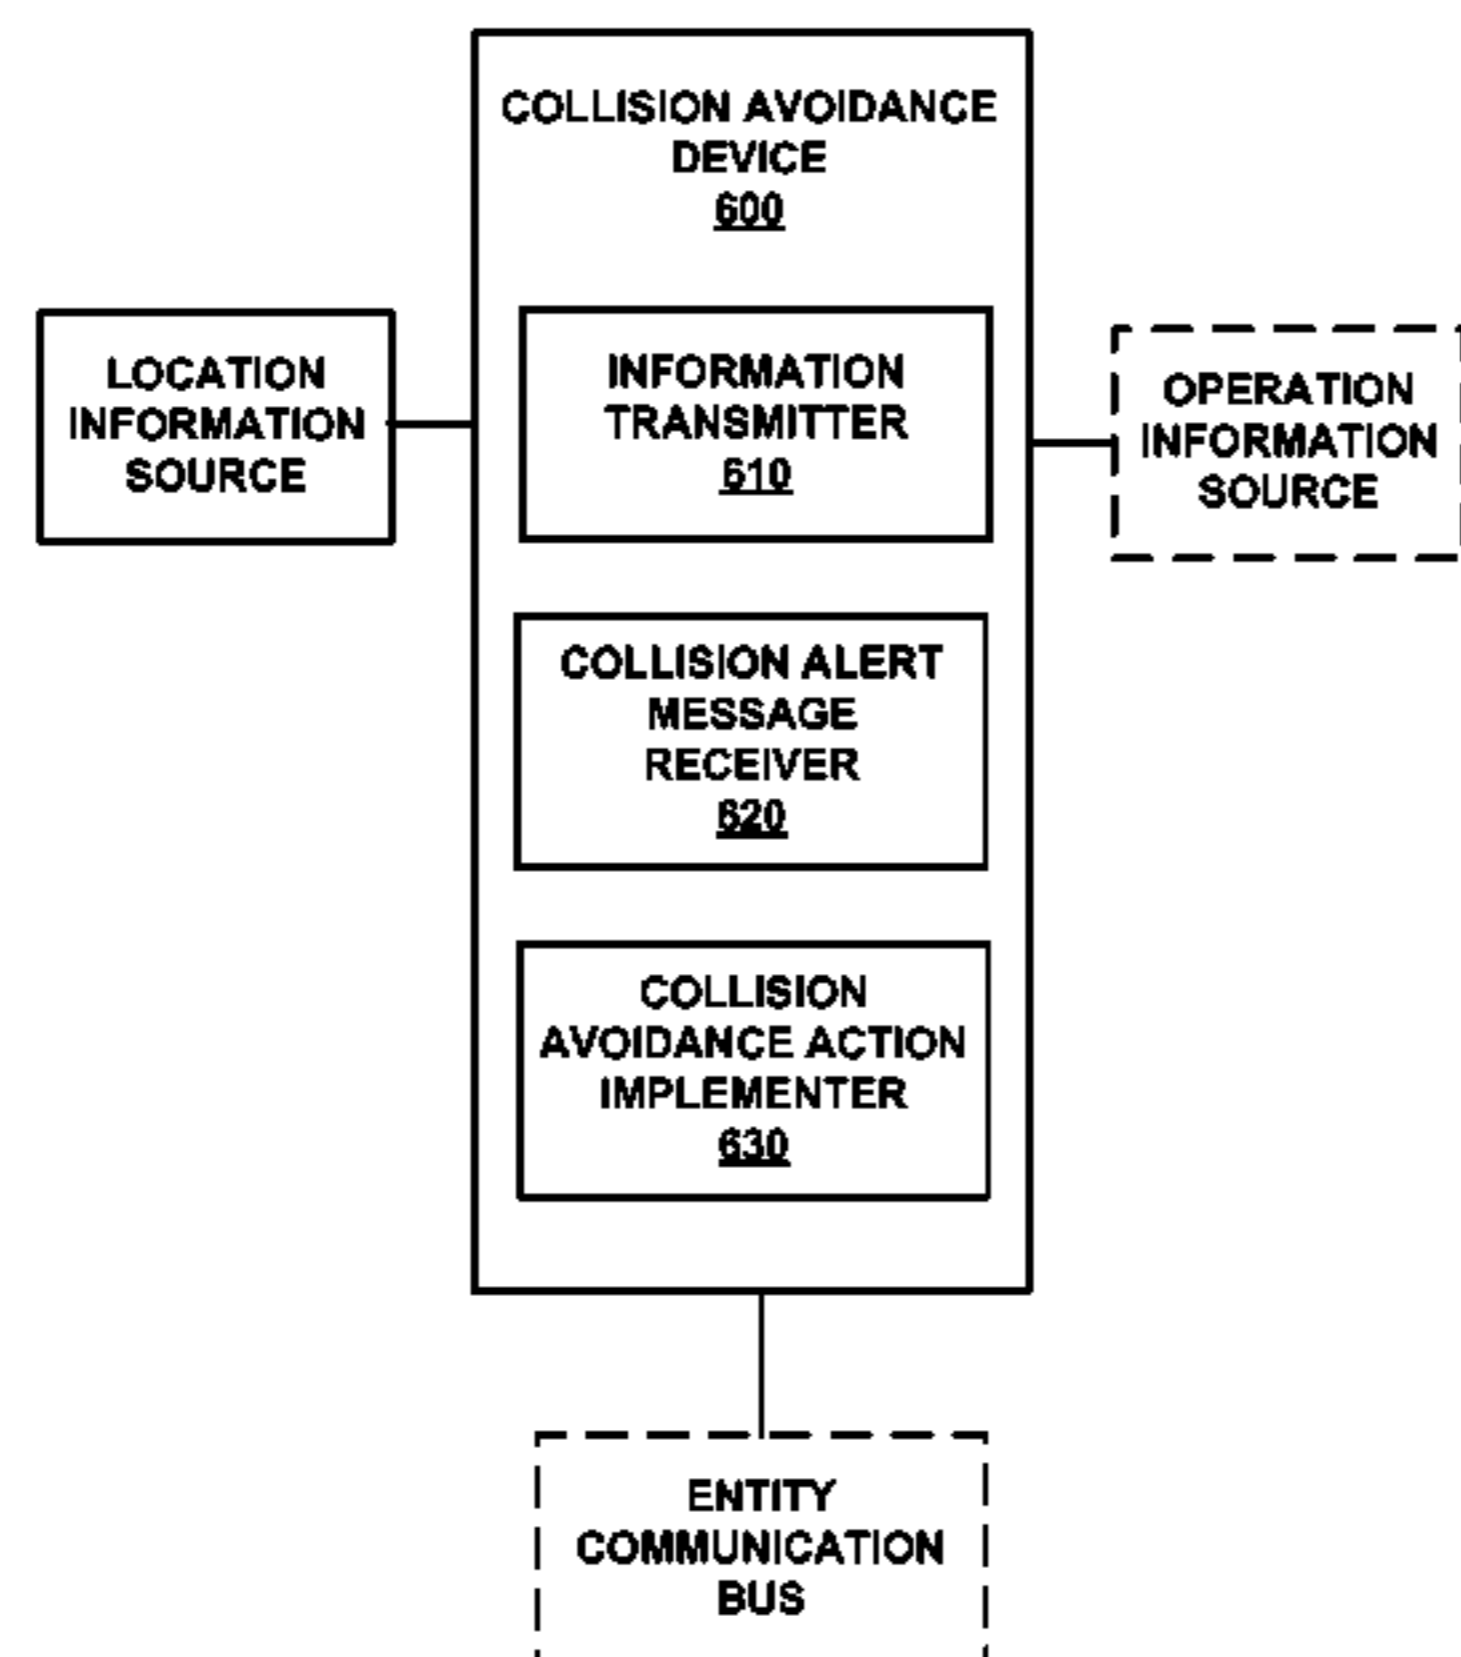 COLLISION AVOIDANCE
DEVICE
600
LOCATION
INFORMATION
SOURCE
INFORMATION
TRANSMITTER
610
OPERATION
INFORMATION
SOURCE
COLLISION ALERT
MESSAGE
RECEIVER
620
COLLISION
AVOIDANCE ACTION
IMPLEMENTER
630
ENTITY
COMMUNICATION
BUS